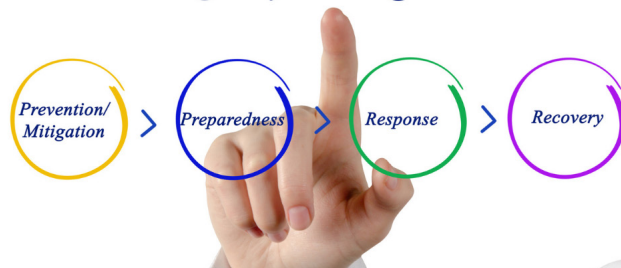 Prevention/
Mitigation
Preparedness
Response
Recovery